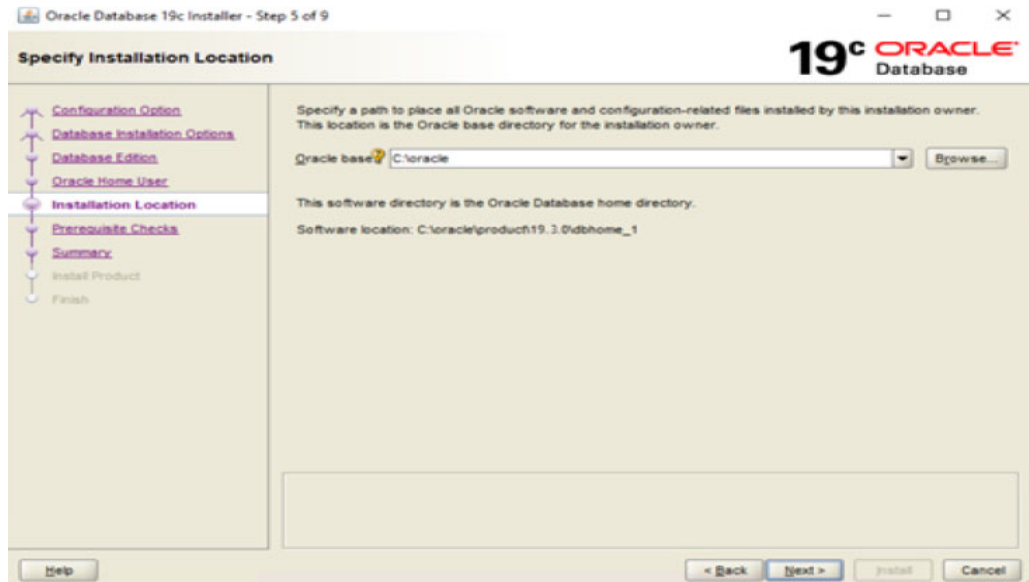 Oracle Database 19c Installer - Step 5 of 9
Specify Installation Location
19c ORACLE
Database
Configuration Option
Database Installation Options
Database Edition
Oracle Home User
Installation Location
Prerequisite Checks
Summary
Install Product
Finish
Specify a path to place all Oracle software and configuration-related files installed by this installation owner.
This location is the Oracle base directory for the installation owner.
Oracle base: C:\oracle Browse...
This software directory is the Oracle Database home directory.
Software location: C:\oracle\product\19.3.0\dbhome_1
Help < Back Next > Install Cancel